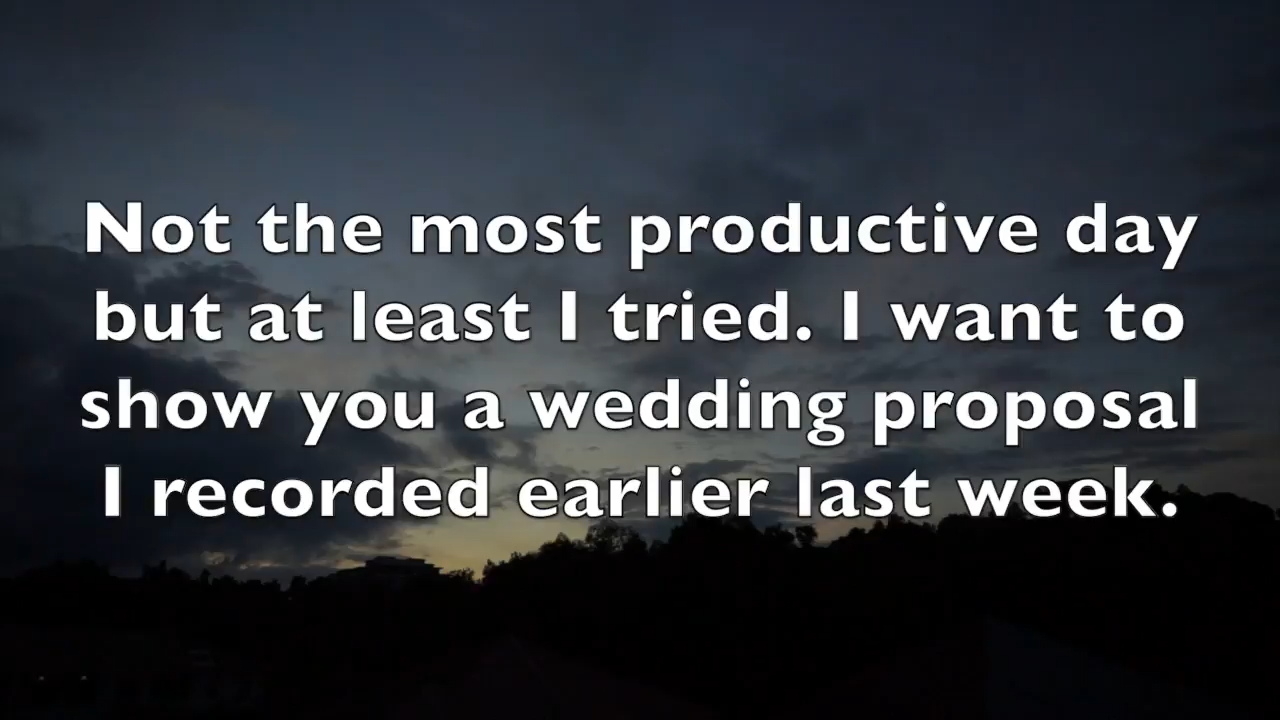 Not the most productive day
but at least I tried. I want to
show you a wedding proposal
I recorded earlier last week.